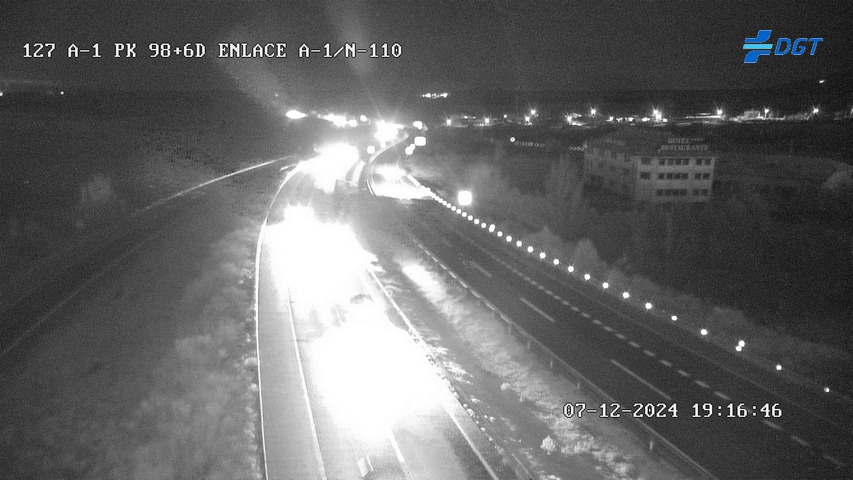 127 A-1 PK 98+6D ENLACE A-1/N-110
DGT
HOTEL
RESTAURANTE
07-12-2024 19:16:46